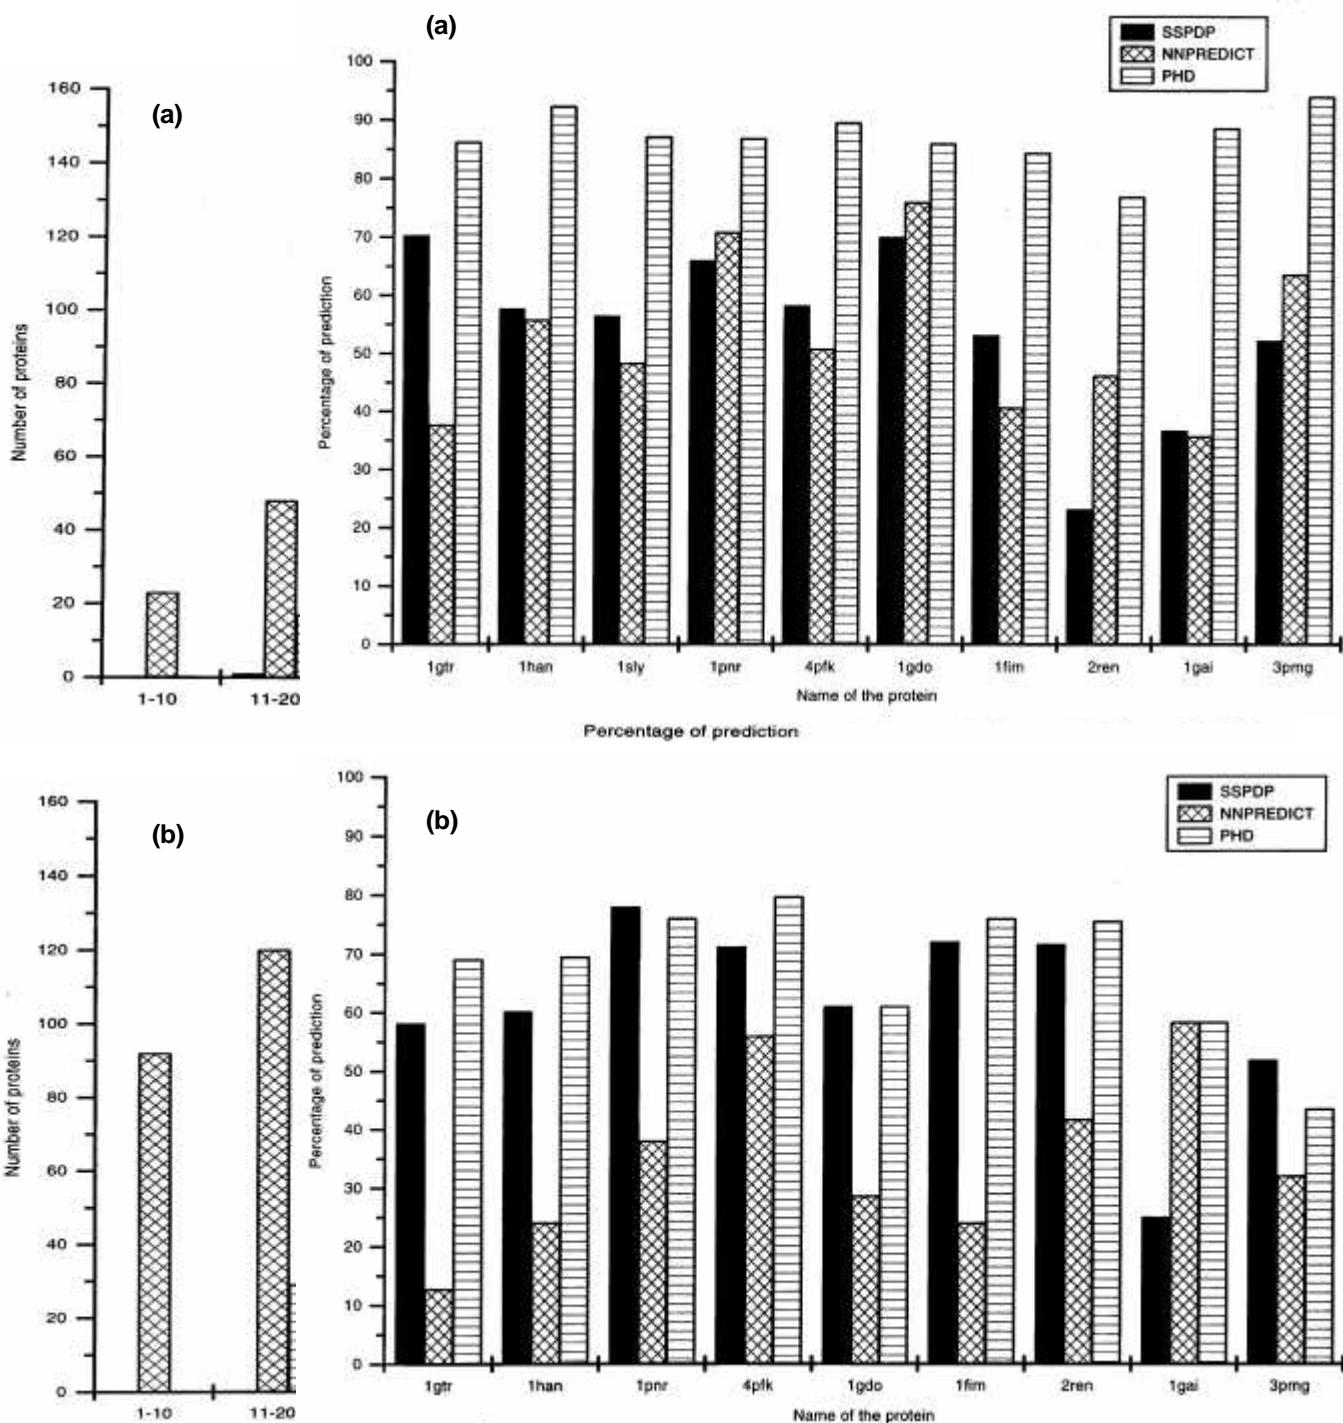 (a)
SSPDP
NNPREDICT
PHD
100
90
80
70
60
50
40
30
20
10
0
Percentage of prediction
1gtr 1han 1sly 1pnr 4pfk 1gdo 1fim 2ren 1gai 3pmg
Name of the protein
(a)
160
140
120
100
80
60
40
20
0
Number of proteins
1-10 11-20
Percentage of prediction
(b)
SSPDP
NNPREDICT
PHD
100
90
80
70
60
50
40
30
20
10
0
Percentage of prediction
1gtr 1han 1pnr 4pfk 1gdo 1fim 2ren 1gai 3pmg
Name of the protein
(b)
160
140
120
100
80
60
40
20
0
Number of proteins
1-10 11-20